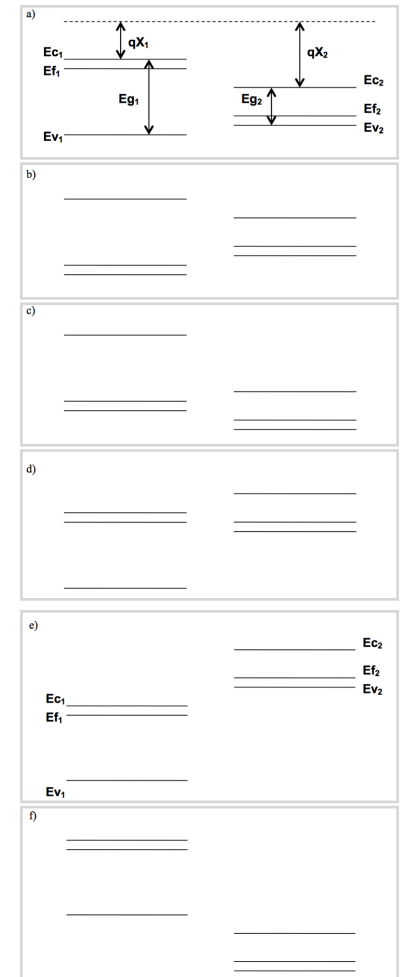 a)
qX₁
qX₂
Ec₁
Ef₁
Eg₁
Ev₁
Ec₂
Eg₂
Ef₂
Ev₂
b)
c)
d)
e)
Ec₂
Ef₂
Ev₂
Ec₁
Ef₁
Ev₁
f)